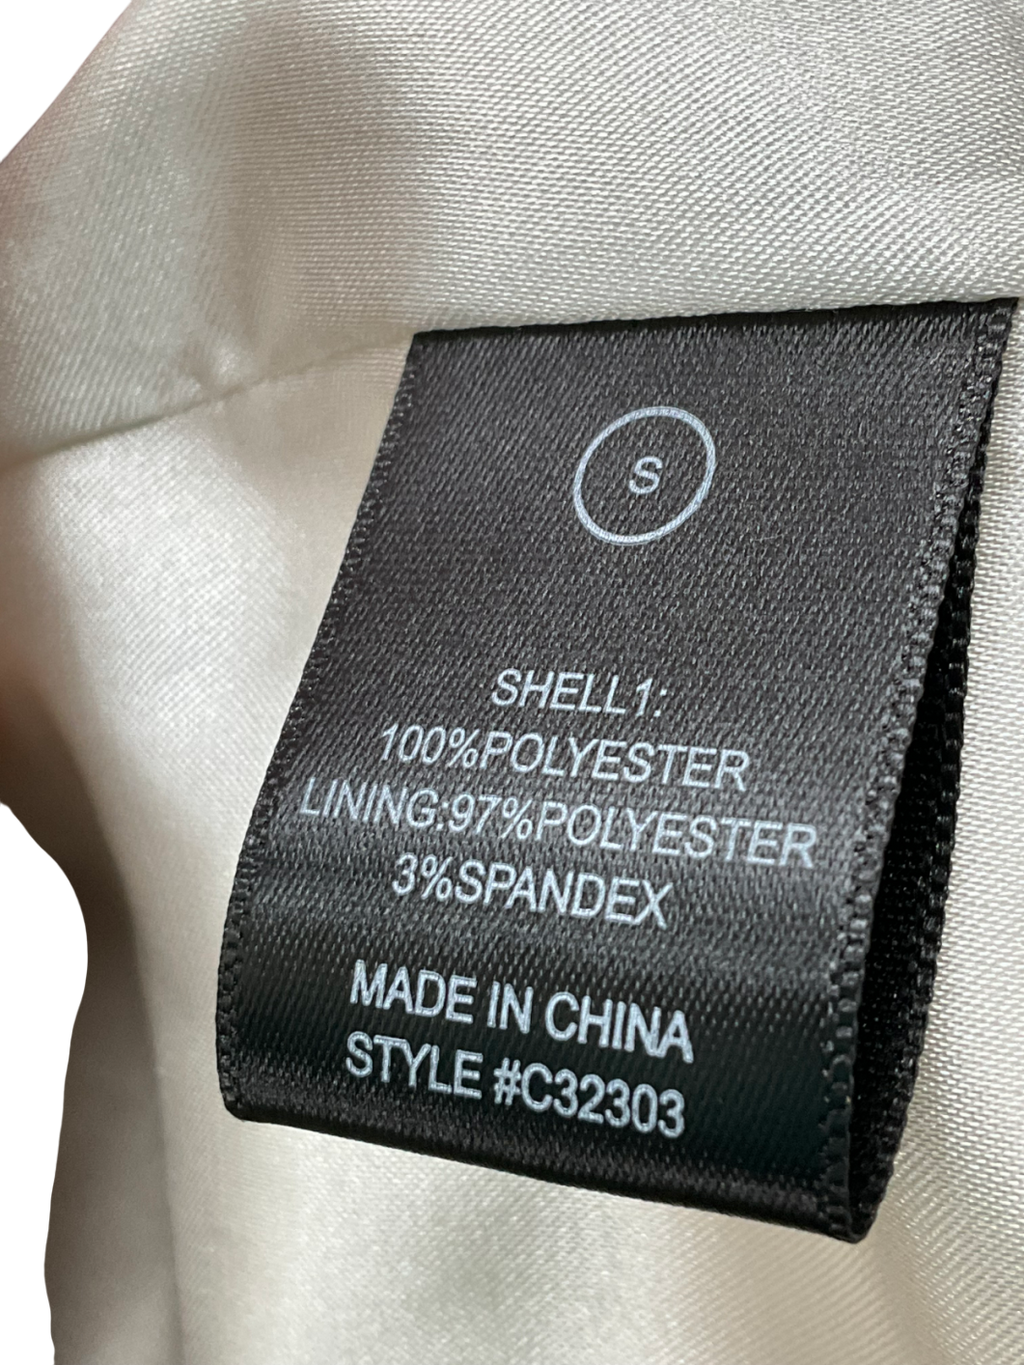 S
SHELL1:
100%POLYESTER
LINING:97%POLYESTER
3%SPANDEX
MADE IN CHINA
STYLE #C32303